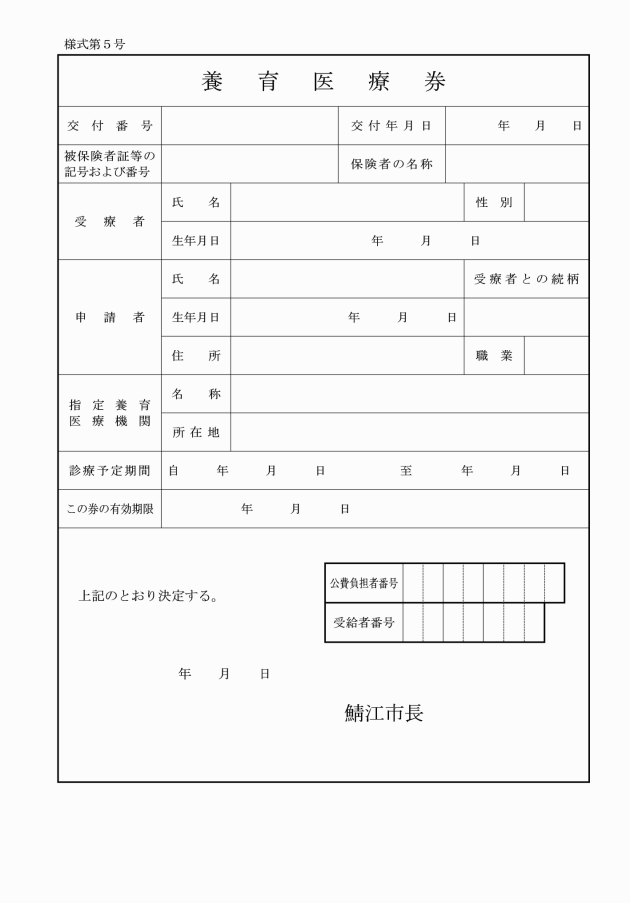 様式第５号
養育医療券
交付番号　交付年月日　年　月　日
被保険者証等の
記号および番号　保険者の名称
受療者　氏名　性別
生年月日　年　月　日
申請者　氏名　受療者との続柄
生年月日　年　月　日
住所　職業
指定養育
医療機関　名称
所在地
診療予定期間　自　年　月　日　至　年　月　日
この券の有効期限　年　月　日
上記のとおり決定する。
公費負担者番号
受給者番号
年　月　日
鯖江市長